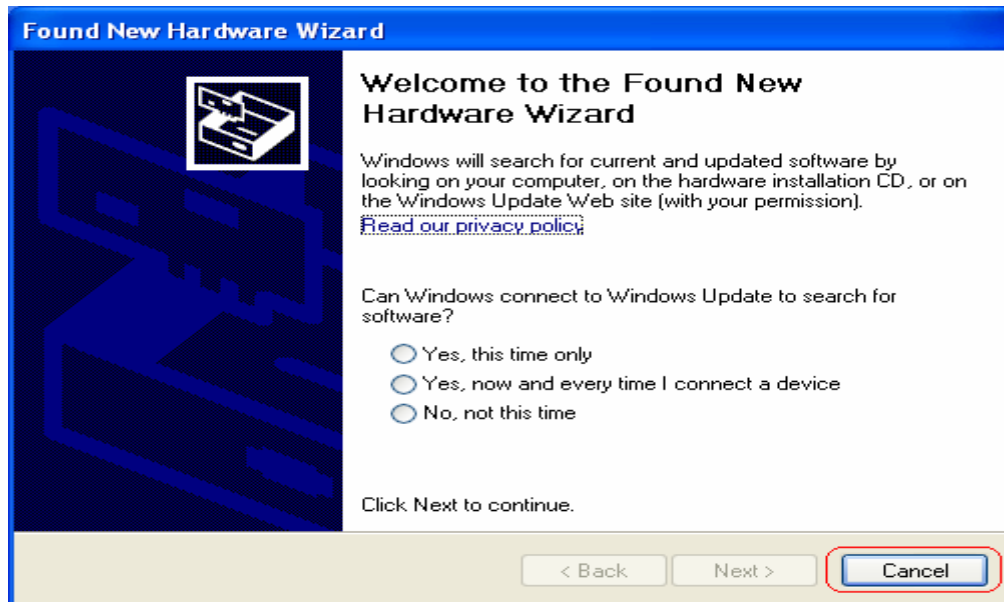 Found New Hardware Wizard
Welcome to the Found New
Hardware Wizard
Windows will search for current and updated software by
looking on your computer, on the hardware installation CD, or on
the Windows Update Web site (with your permission).
Read our privacy policy
Can Windows connect to Windows Update to search for
software?
Yes, this time only
Yes, now and every time I connect a device
No, not this time
Click Next to continue.
< Back
Next >
Cancel